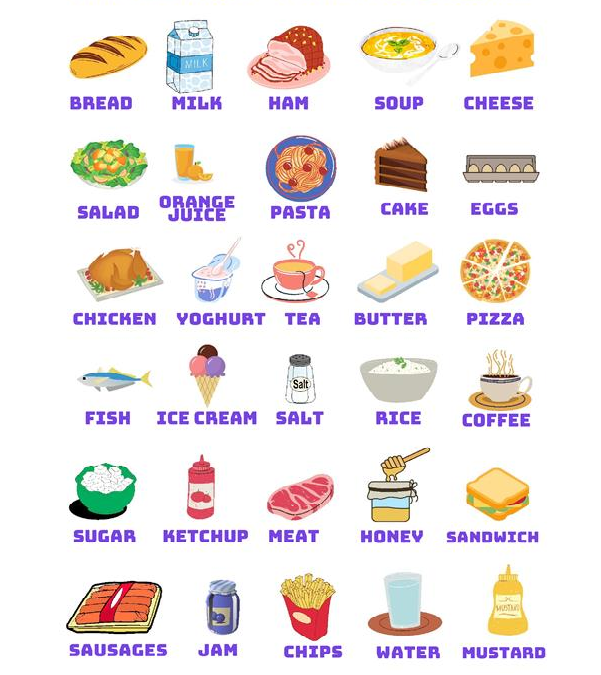 MILK
BREAD MILK HAM SOUP CHEESE
SALAD ORANGE JUICE PASTA CAKE EGGS
CHICKEN YOGHURT TEA BUTTER PIZZA
Salt
FISH ICE CREAM SALT RICE COFFEE
SUGAR KETCHUP MEAT HONEY SANDWICH
MUSTARD
SAUSAGES JAM CHIPS WATER MUSTARD